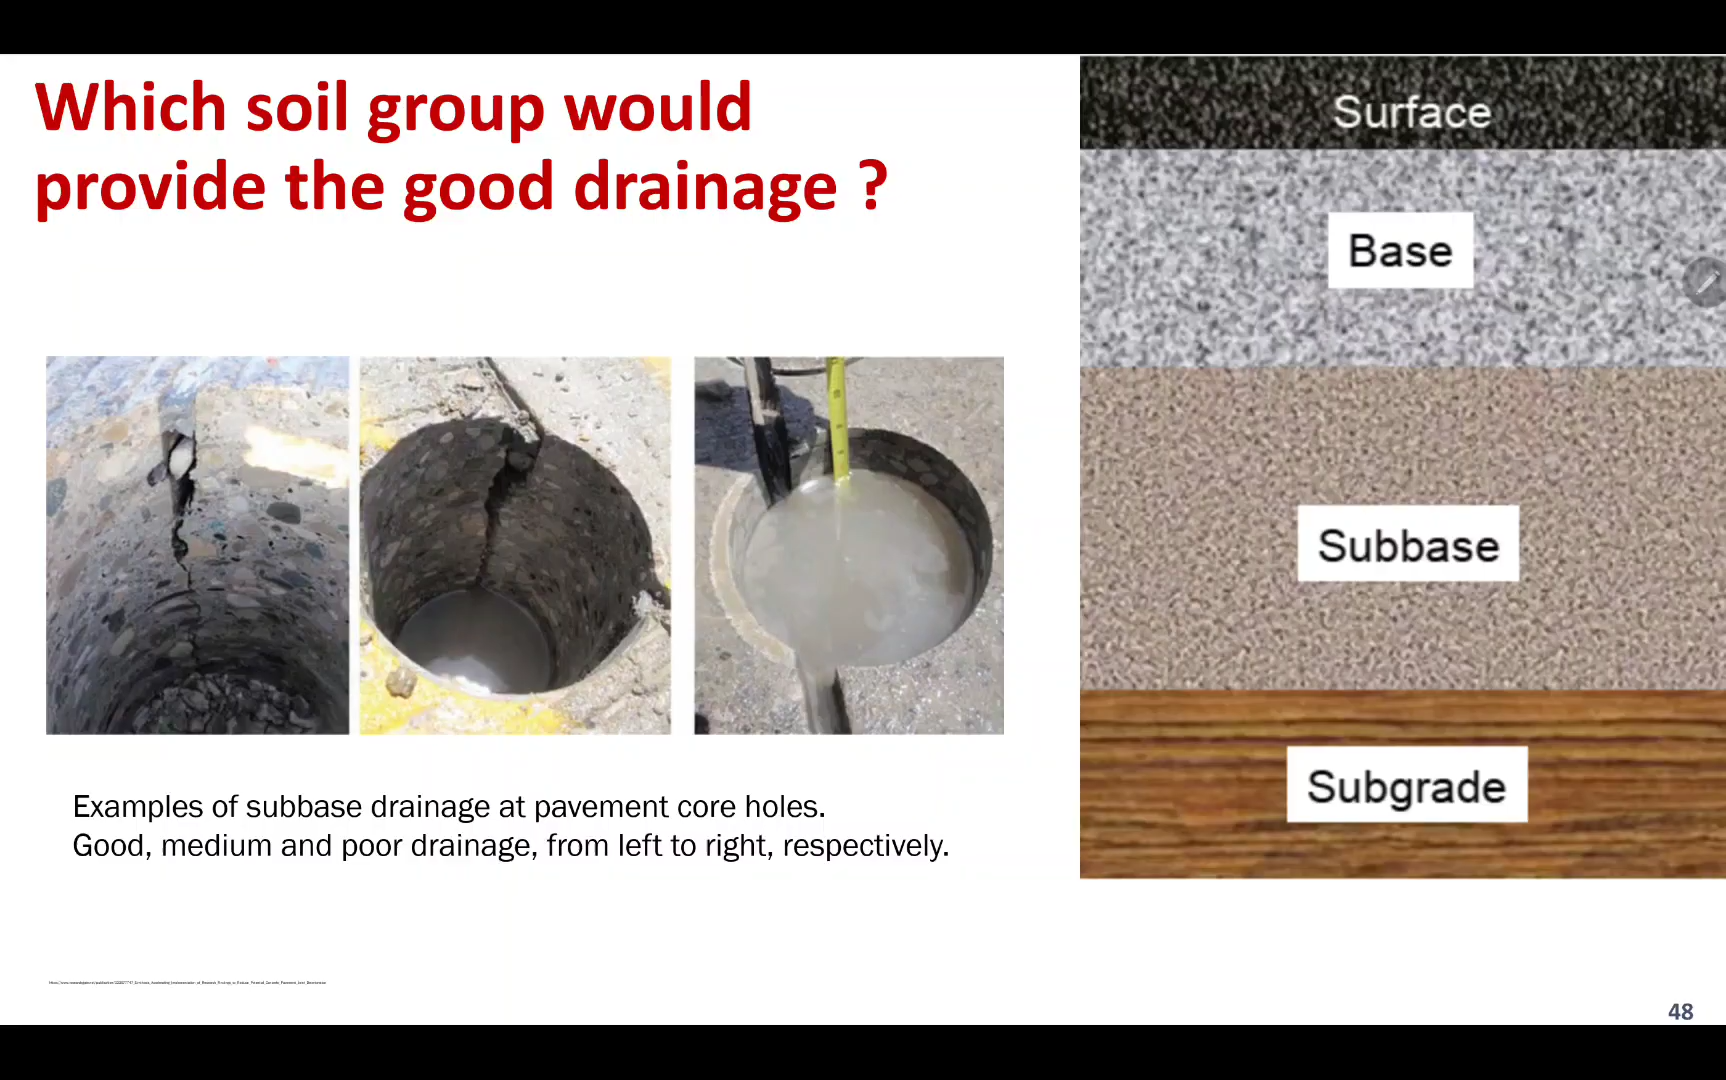 Which soil group would
provide the good drainage ?
Surface
Base
Subbase
Subgrade
Examples of subbase drainage at pavement core holes.
Good, medium and poor drainage, from left to right, respectively.
48